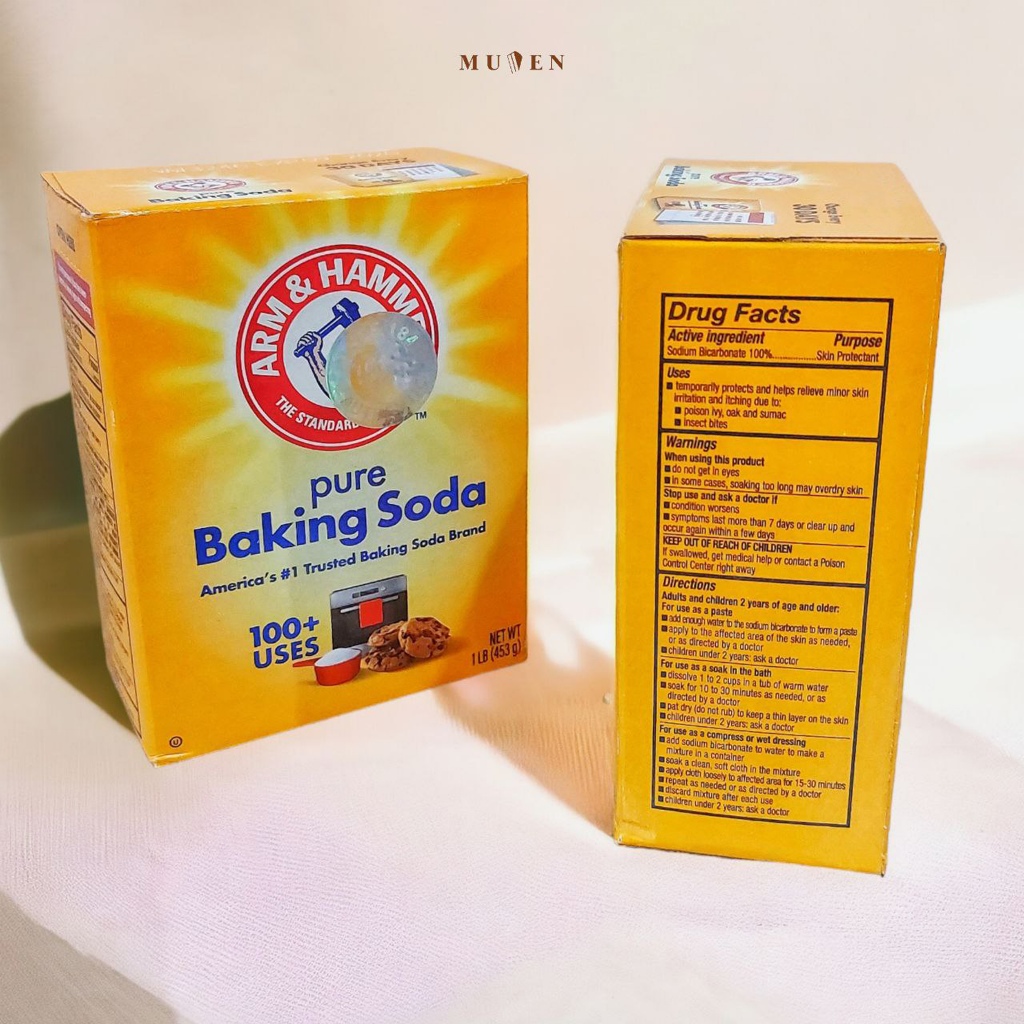 MUSEN
Baking Soda
ARM & HAMME
THE STANDARD
TM
84
pure
Baking Soda
America's #1 Trusted Baking Soda Brand
100+
USES
NET WT
1 LB (453 g)
U
pure
Baking Soda
30 DAYS
Drug Facts
Active ingredient Purpose
Sodium Bicarbonate 100%..............Skin Protectant
Uses
■ temporarily protects and helps relieve minor skin
irritation and itching due to:
■ poison ivy, oak and sumac
■ insect bites
Warnings
When using this product
■ do not get in eyes
■ in some cases, soaking too long may overdry skin
Stop use and ask a doctor if
■ condition worsens
■ symptoms last more than 7 days or clear up and
occur again within a few days
KEEP OUT OF REACH OF CHILDREN
If swallowed, get medical help or contact a Poison
Control Center right away
Directions
Adults and children 2 years of age and older:
For use as a paste
■ add enough water to the sodium bicarbonate to form a paste
■ apply to the affected area of the skin as needed,
or as directed by a doctor
■ children under 2 years: ask a doctor
For use as a soak in the bath
■ dissolve 1 to 2 cups in a tub of warm water
■ soak for 10 to 30 minutes as needed, or as
directed by a doctor
■ pat dry (do not rub) to keep a thin layer on the skin
■ children under 2 years: ask a doctor
For use as a compress or wet dressing
■ add sodium bicarbonate to water to make a
mixture in a container
■ soak a clean, soft cloth in the mixture
■ apply cloth loosely to affected area for 15-30 minutes
■ repeat as needed or as directed by a doctor
■ discard mixture after each use
■ children under 2 years: ask a doctor